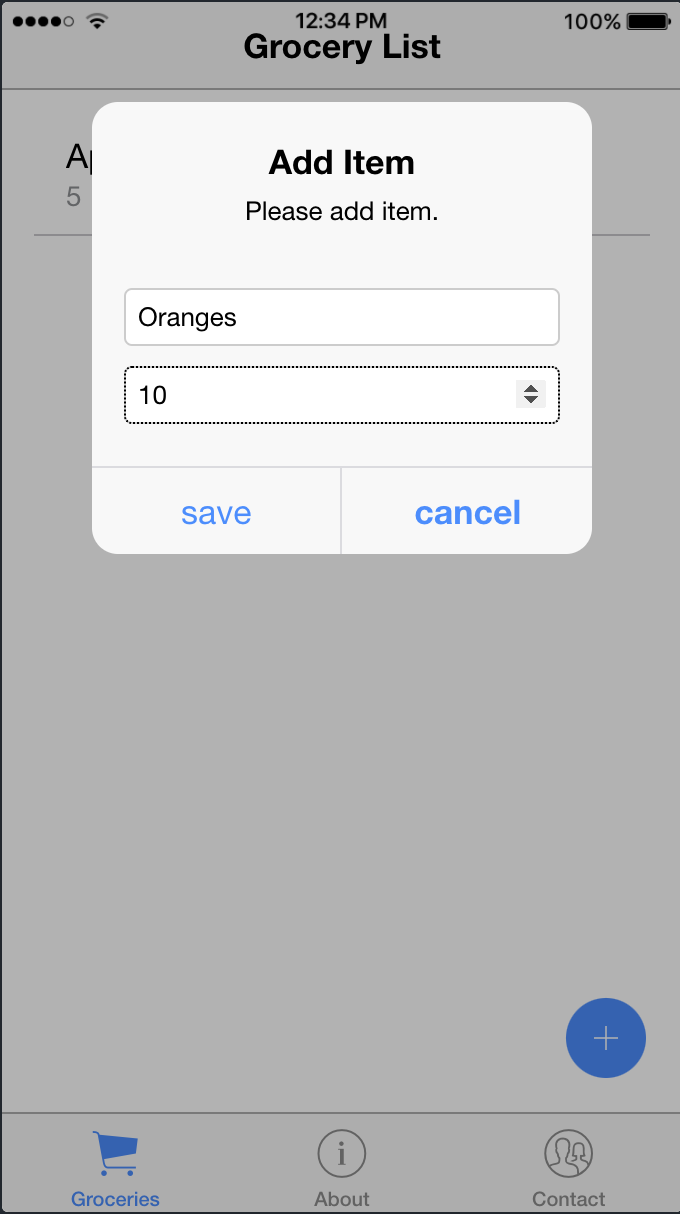 12:34 PM 100%
Grocery List
5
Add Item
Please add item.
Oranges
10
save cancel
Groceries About Contact